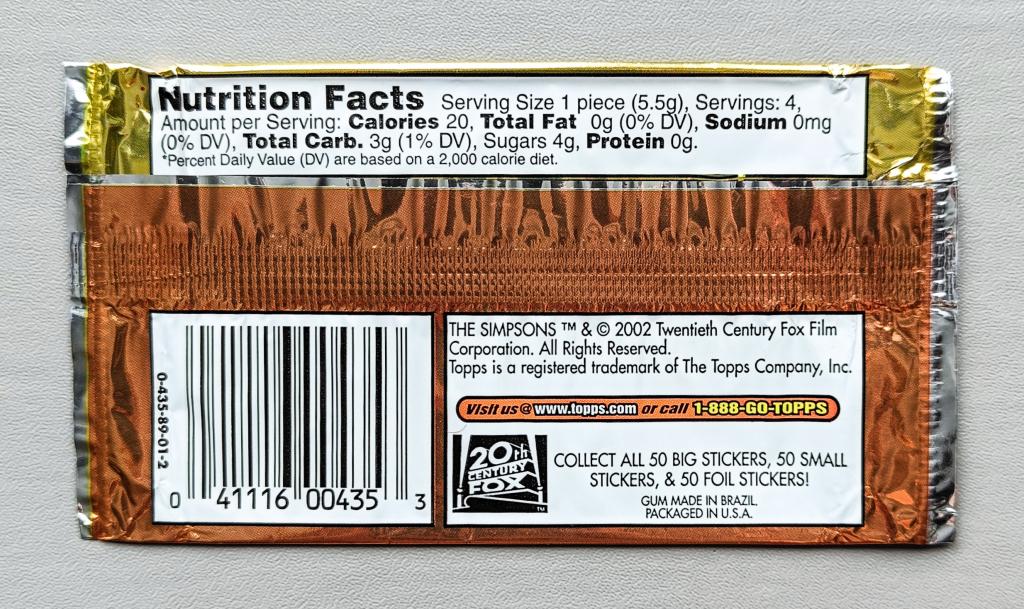 Nutrition Facts Serving Size 1 piece (5.5g), Servings: 4,
Amount per Serving: Calories 20, Total Fat 0g (0% DV), Sodium 0mg
(0% DV), Total Carb. 3g (1% DV), Sugars 4g, Protein 0g.
*Percent Daily Value (DV) are based on a 2,000 calorie diet.
0-435-89-01-2
0 41116 00435 3
THE SIMPSONS ™ & © 2002 Twentieth Century Fox Film
Corporation. All Rights Reserved.
Topps is a registered trademark of The Topps Company, Inc.
Visit us @ www.topps.com or call 1-888-GO-TOPPS
20th
CENTURY
FOX
™
COLLECT ALL 50 BIG STICKERS, 50 SMALL
STICKERS, & 50 FOIL STICKERS!
GUM MADE IN BRAZIL.
PACKAGED IN U.S.A.